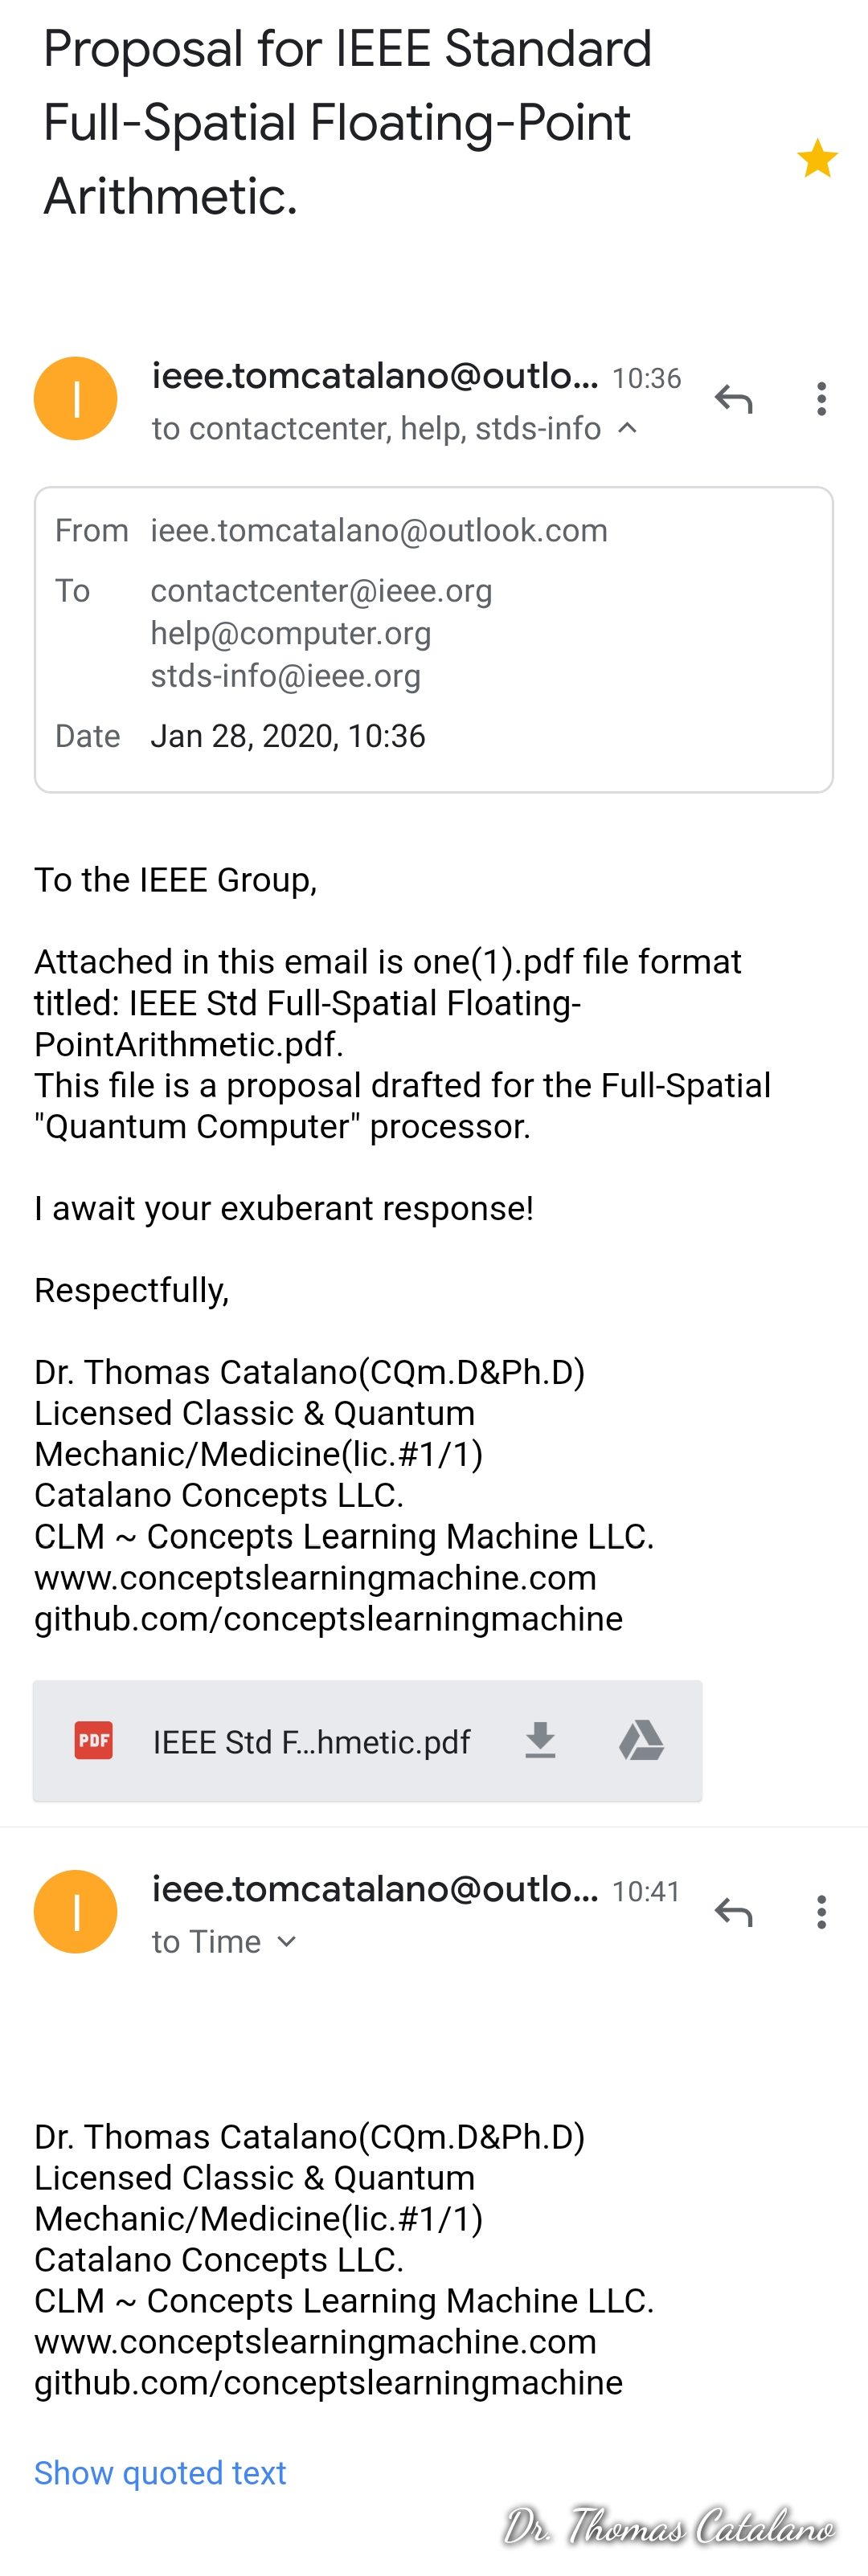 Proposal for IEEE Standard
Full-Spatial Floating-Point
Arithmetic.
I
ieee.tomcatalano@outlo... 10:36
to contactcenter, help, stds-info
From ieee.tomcatalano@outlook.com
To contactcenter@ieee.org
help@computer.org
stds-info@ieee.org
Date Jan 28, 2020, 10:36
To the IEEE Group,
Attached in this email is one(1).pdf file format
titled: IEEE Std Full-Spatial Floating-
PointArithmetic.pdf.
This file is a proposal drafted for the Full-Spatial
"Quantum Computer" processor.
I await your exuberant response!
Respectfully,
Dr. Thomas Catalano(CQm.D&Ph.D)
Licensed Classic & Quantum
Mechanic/Medicine(lic.#1/1)
Catalano Concepts LLC.
CLM ~ Concepts Learning Machine LLC.
www.conceptslearningmachine.com
github.com/conceptslearningmachine
PDF IEEE Std F...hmetic.pdf
I
ieee.tomcatalano@outlo... 10:41
to Time
Dr. Thomas Catalano(CQm.D&Ph.D)
Licensed Classic & Quantum
Mechanic/Medicine(lic.#1/1)
Catalano Concepts LLC.
CLM ~ Concepts Learning Machine LLC.
www.conceptslearningmachine.com
github.com/conceptslearningmachine
Show quoted text
Dr. Thomas Catalano